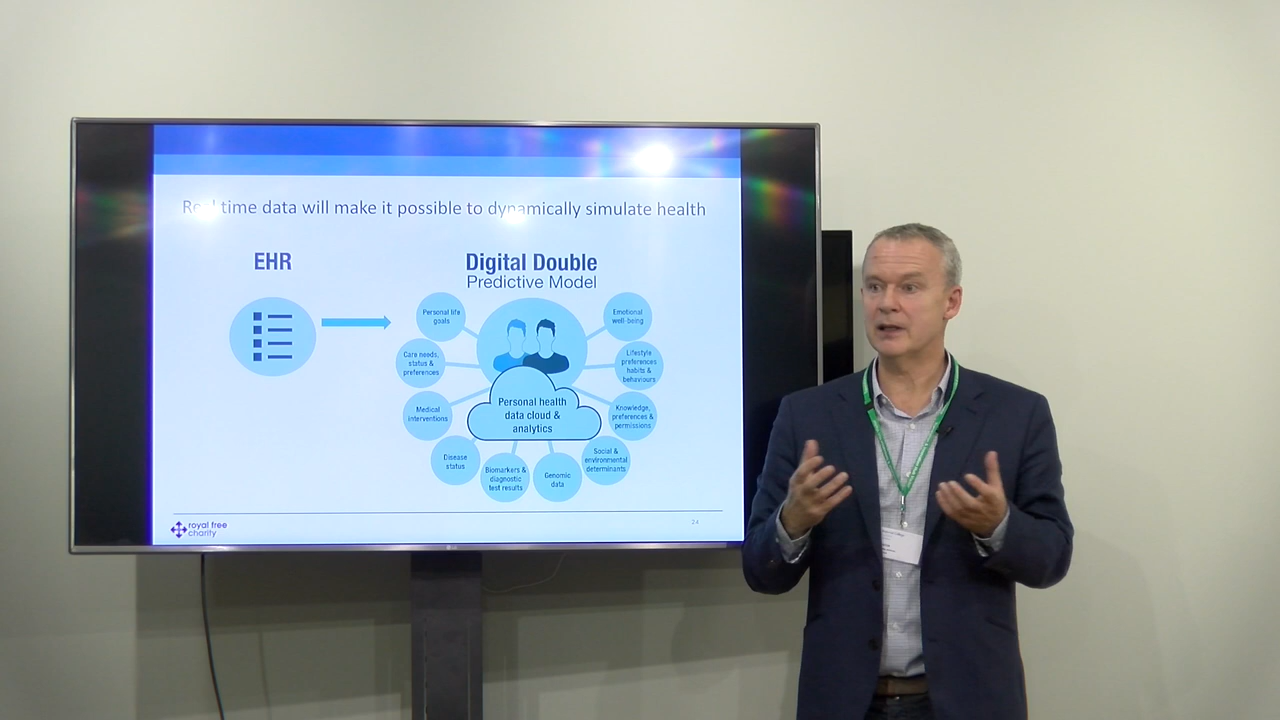 Real time data will make it possible to dynamically simulate health
EHR
Digital Double
Predictive Model
Personal life
goals
Care needs,
status &
preferences
Medical
interventions
Disease
status
Biomarkers &
diagnostic
test results
Genomic
data
Social &
environmental
determinants
Knowledge,
preferences &
permissions
Lifestyle
preferences
habits &
behaviours
Emotional
well-being
Personal health
data cloud &
analytics
royal free
charity
24
LG